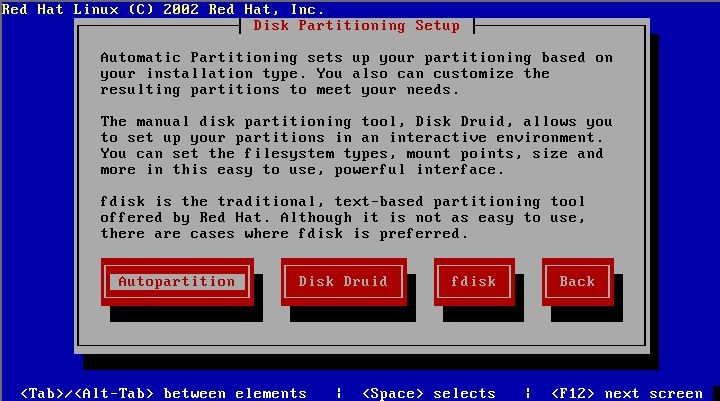 Red Hat Linux (C) 2002 Red Hat, Inc.
Disk Partitioning Setup
Automatic Partitioning sets up your partitioning based on
your installation type. You also can customize the
resulting partitions to meet your needs.
The manual disk partitioning tool, Disk Druid, allows you
to set up your partitions in an interactive environment.
You can set the filesystem types, mount points, size and
more in this easy to use, powerful interface.
fdisk is the traditional, text-based partitioning tool
offered by Red Hat. Although it is not as easy to use,
there are cases where fdisk is preferred.
Autopartition Disk Druid fdisk Back
<Tab>/<Alt-Tab> between elements | <Space> selects | <F12> next screen